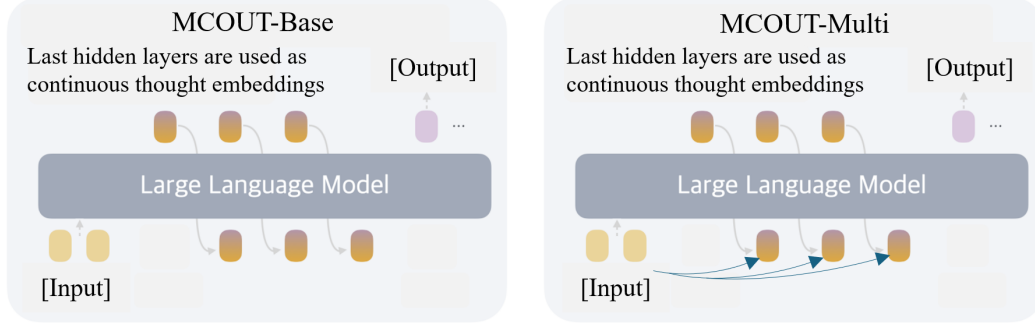 MCOUT-Base
Last hidden layers are used as
continuous thought embeddings
[Output]
...
Large Language Model
[Input]
MCOUT-Multi
Last hidden layers are used as
continuous thought embeddings
[Output]
...
Large Language Model
[Input]